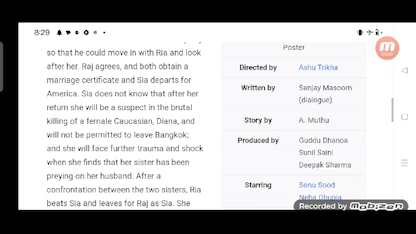 8:29
so that he could move in with Ria and look
after her. Raj agrees, and both obtain a
marriage certificate and Sia departs for
America. Sia does not know that after her
return she will be a suspect in the brutal
killing of a female Caucasian, Diana, and
will not be permitted to leave Bangkok;
and she will face further trauma and shock
when she finds that her sister has been
preying on her husband. After a
confrontation between the two sisters, Ria
beats Sia and leaves for Raj as Sia. She
Poster
Directed by Ashu Trikha
Written by Sanjay Masoom
(dialogue)
Story by A. Muthu
Produced by Guddu Dhanoa
Sunil Saini
Deepak Sharma
Starring Sonu Sood
Neha Dhupia
Recorded by Mobizen